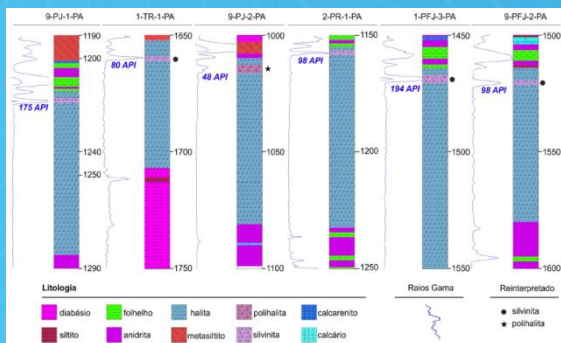 9-PJ-1-PA 1-TR-1-PA 9-PJ-2-PA 2-PR-1-PA 1-PFJ-3-PA 9-PFJ-2-PA
1190 1650 1000 1150 1450 1500
1200
80 API 48 API 98 API 194 API 98 API
175 API
1240 1700 1050 1200 1500 1550
1250
1290 1750 1100 1250 1550 1600
Litologia Raios Gama Reinterpretado
diabásio folhelho halita polihalita calcarenito silvinita
siltito anidrita metasiltito silvinita calcário polihalita